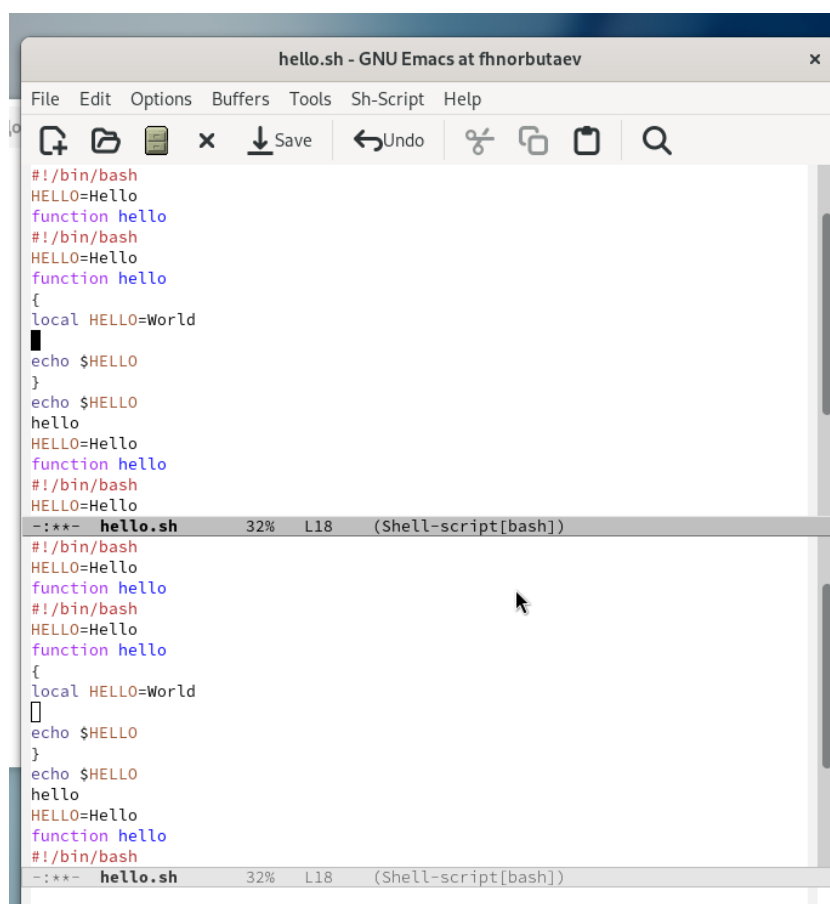 hello.sh - GNU Emacs at fhnorbutaev
File Edit Options Buffers Tools Sh-Script Help
Save Undo
#!/bin/bash
HELLO=Hello
function hello
#!/bin/bash
HELLO=Hello
function hello
{
local HELLO=World
echo $HELLO
}
echo $HELLO
hello
HELLO=Hello
function hello
#!/bin/bash
HELLO=Hello
-:**- hello.sh 32% L18 (Shell-script[bash])
#!/bin/bash
HELLO=Hello
function hello
#!/bin/bash
HELLO=Hello
function hello
{
local HELLO=World
echo $HELLO
}
echo $HELLO
hello
HELLO=Hello
function hello
#!/bin/bash
-:**- hello.sh 32% L18 (Shell-script[bash])